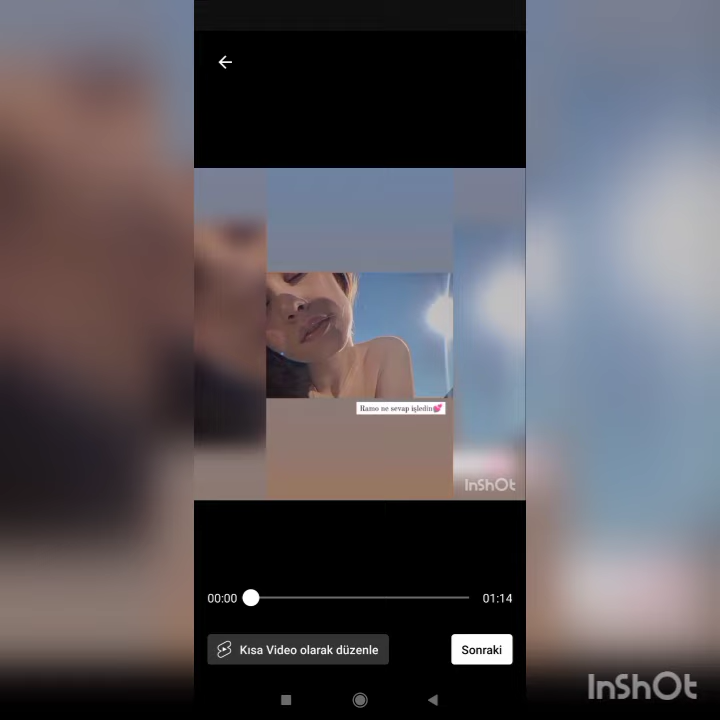 Ramo ne sevap işledin💕
InShOt
00:00
01:14
Kısa Video olarak düzenle
Sonraki
InShOt